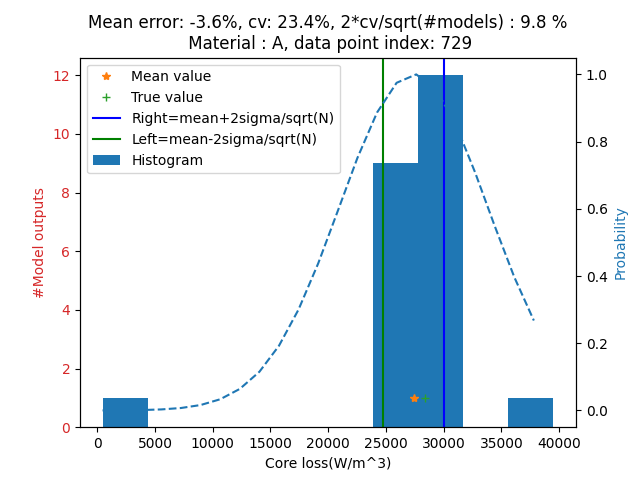 Mean error: -3.6%, cv: 23.4%, 2*cv/sqrt(#models) : 9.8 %
Material : A, data point index: 729
Mean value
True value
Right=mean+2sigma/sqrt(N)
Left=mean-2sigma/sqrt(N)
Histogram
#Model outputs
12
10
8
6
4
2
0
1.0
0.8
0.6
0.4
0.2
0.0
Probability
0 5000 10000 15000 20000 25000 30000 35000 40000
Core loss(W/m^3)